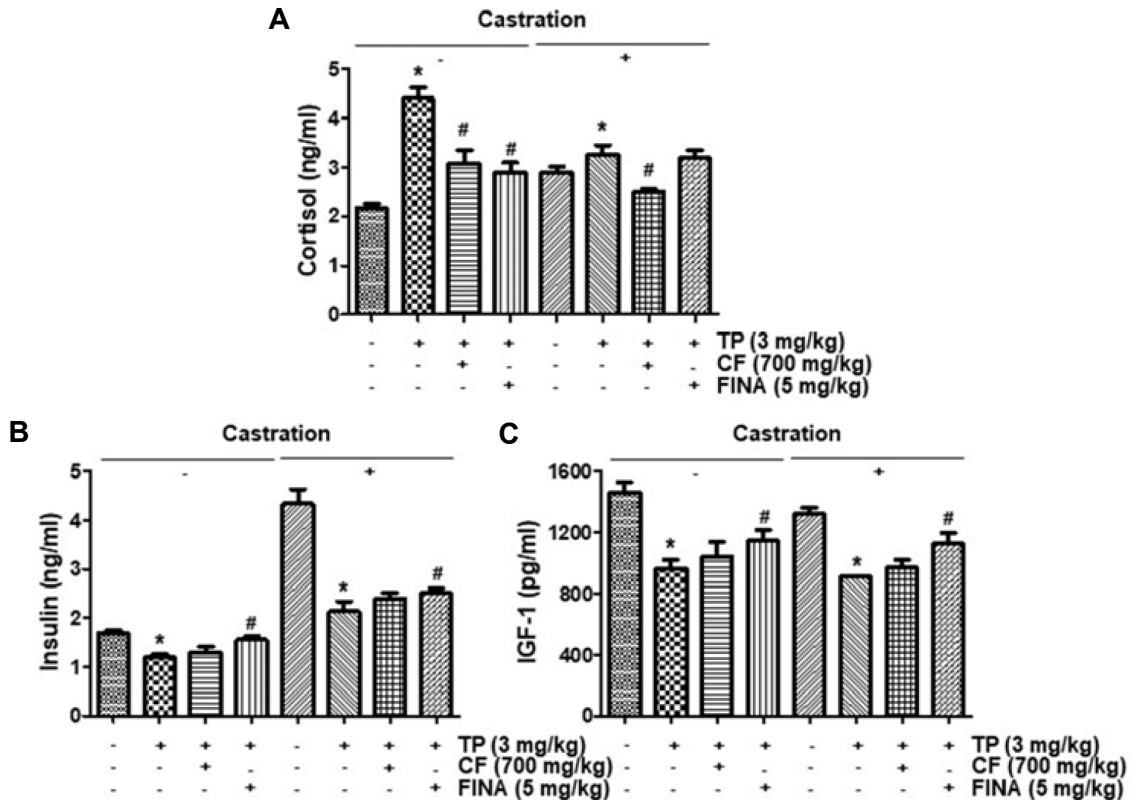 A
Castration
- +
5
4
3
2
1
0
Cortisol (ng/ml)
* # # * #
- + + + - + + + TP (3 mg/kg)
- - + - - - + - CF (700 mg/kg)
- - - + - - - + FINA (5 mg/kg)
B
Castration
- +
5
4
3
2
1
0
Insulin (ng/ml)
* # * #
- + + + - + + + TP (3 mg/kg)
- - + - - - + - CF (700 mg/kg)
- - - + - - - + FINA (5 mg/kg)
C
Castration
- +
1600
1200
800
400
0
IGF-1 (pg/ml)
* # * #
- + + + - + + + TP (3 mg/kg)
- - + - - - + - CF (700 mg/kg)
- - - + - - - + FINA (5 mg/kg)